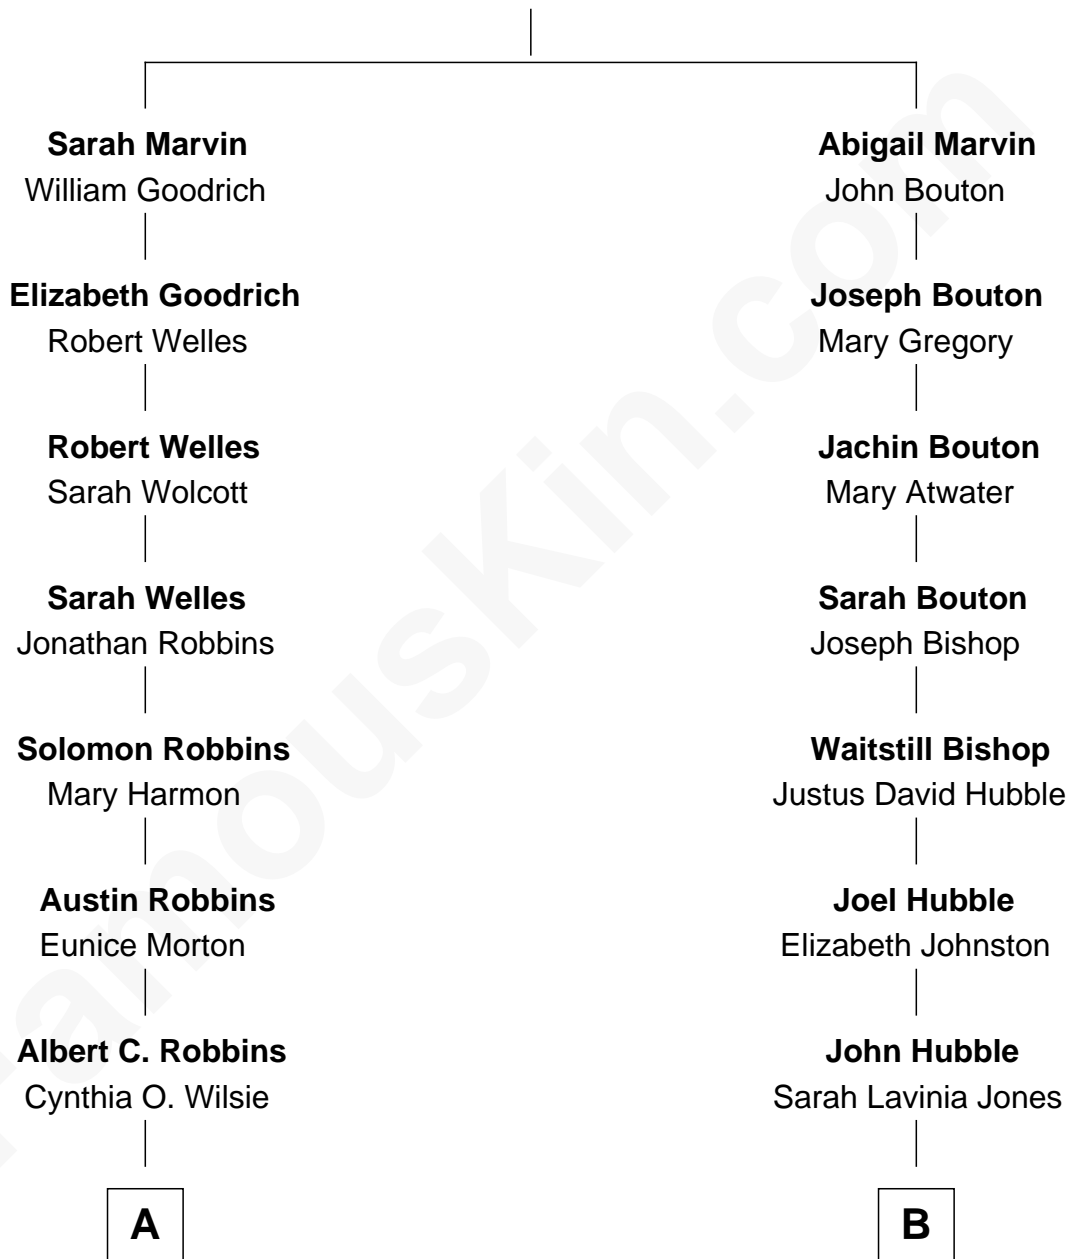 Sarah Marvin
William Goodrich
Elizabeth Goodrich
Robert Welles
Robert Welles
Sarah Wolcott
Sarah Welles
Jonathan Robbins
Solomon Robbins
Mary Harmon
Austin Robbins
Eunice Morton
Albert C. Robbins
Cynthia O. Wilsie
A
Abigail Marvin
John Bouton
Joseph Bouton
Mary Gregory
Jachin Bouton
Mary Atwater
Sarah Bouton
Joseph Bishop
Waitstill Bishop
Justus David Hubble
Joel Hubble
Elizabeth Johnston
John Hubble
Sarah Lavinia Jones
B
FamousKin.com